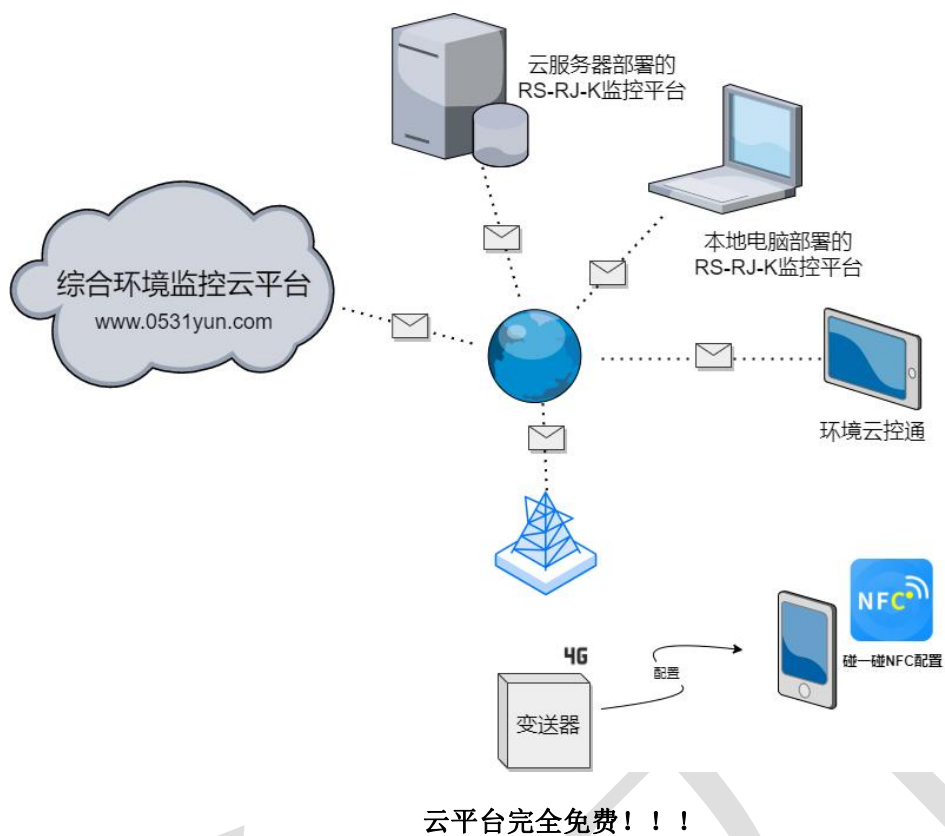 云服务器部署的
RS-RJ-K监控平台
本地电脑部署的
RS-RJ-K监控平台
综合环境监控云平台
www.0531yun.com
环境云控通
NFC
碰一碰NFC配置
4G
配置
变送器
云平台完全免费！！！